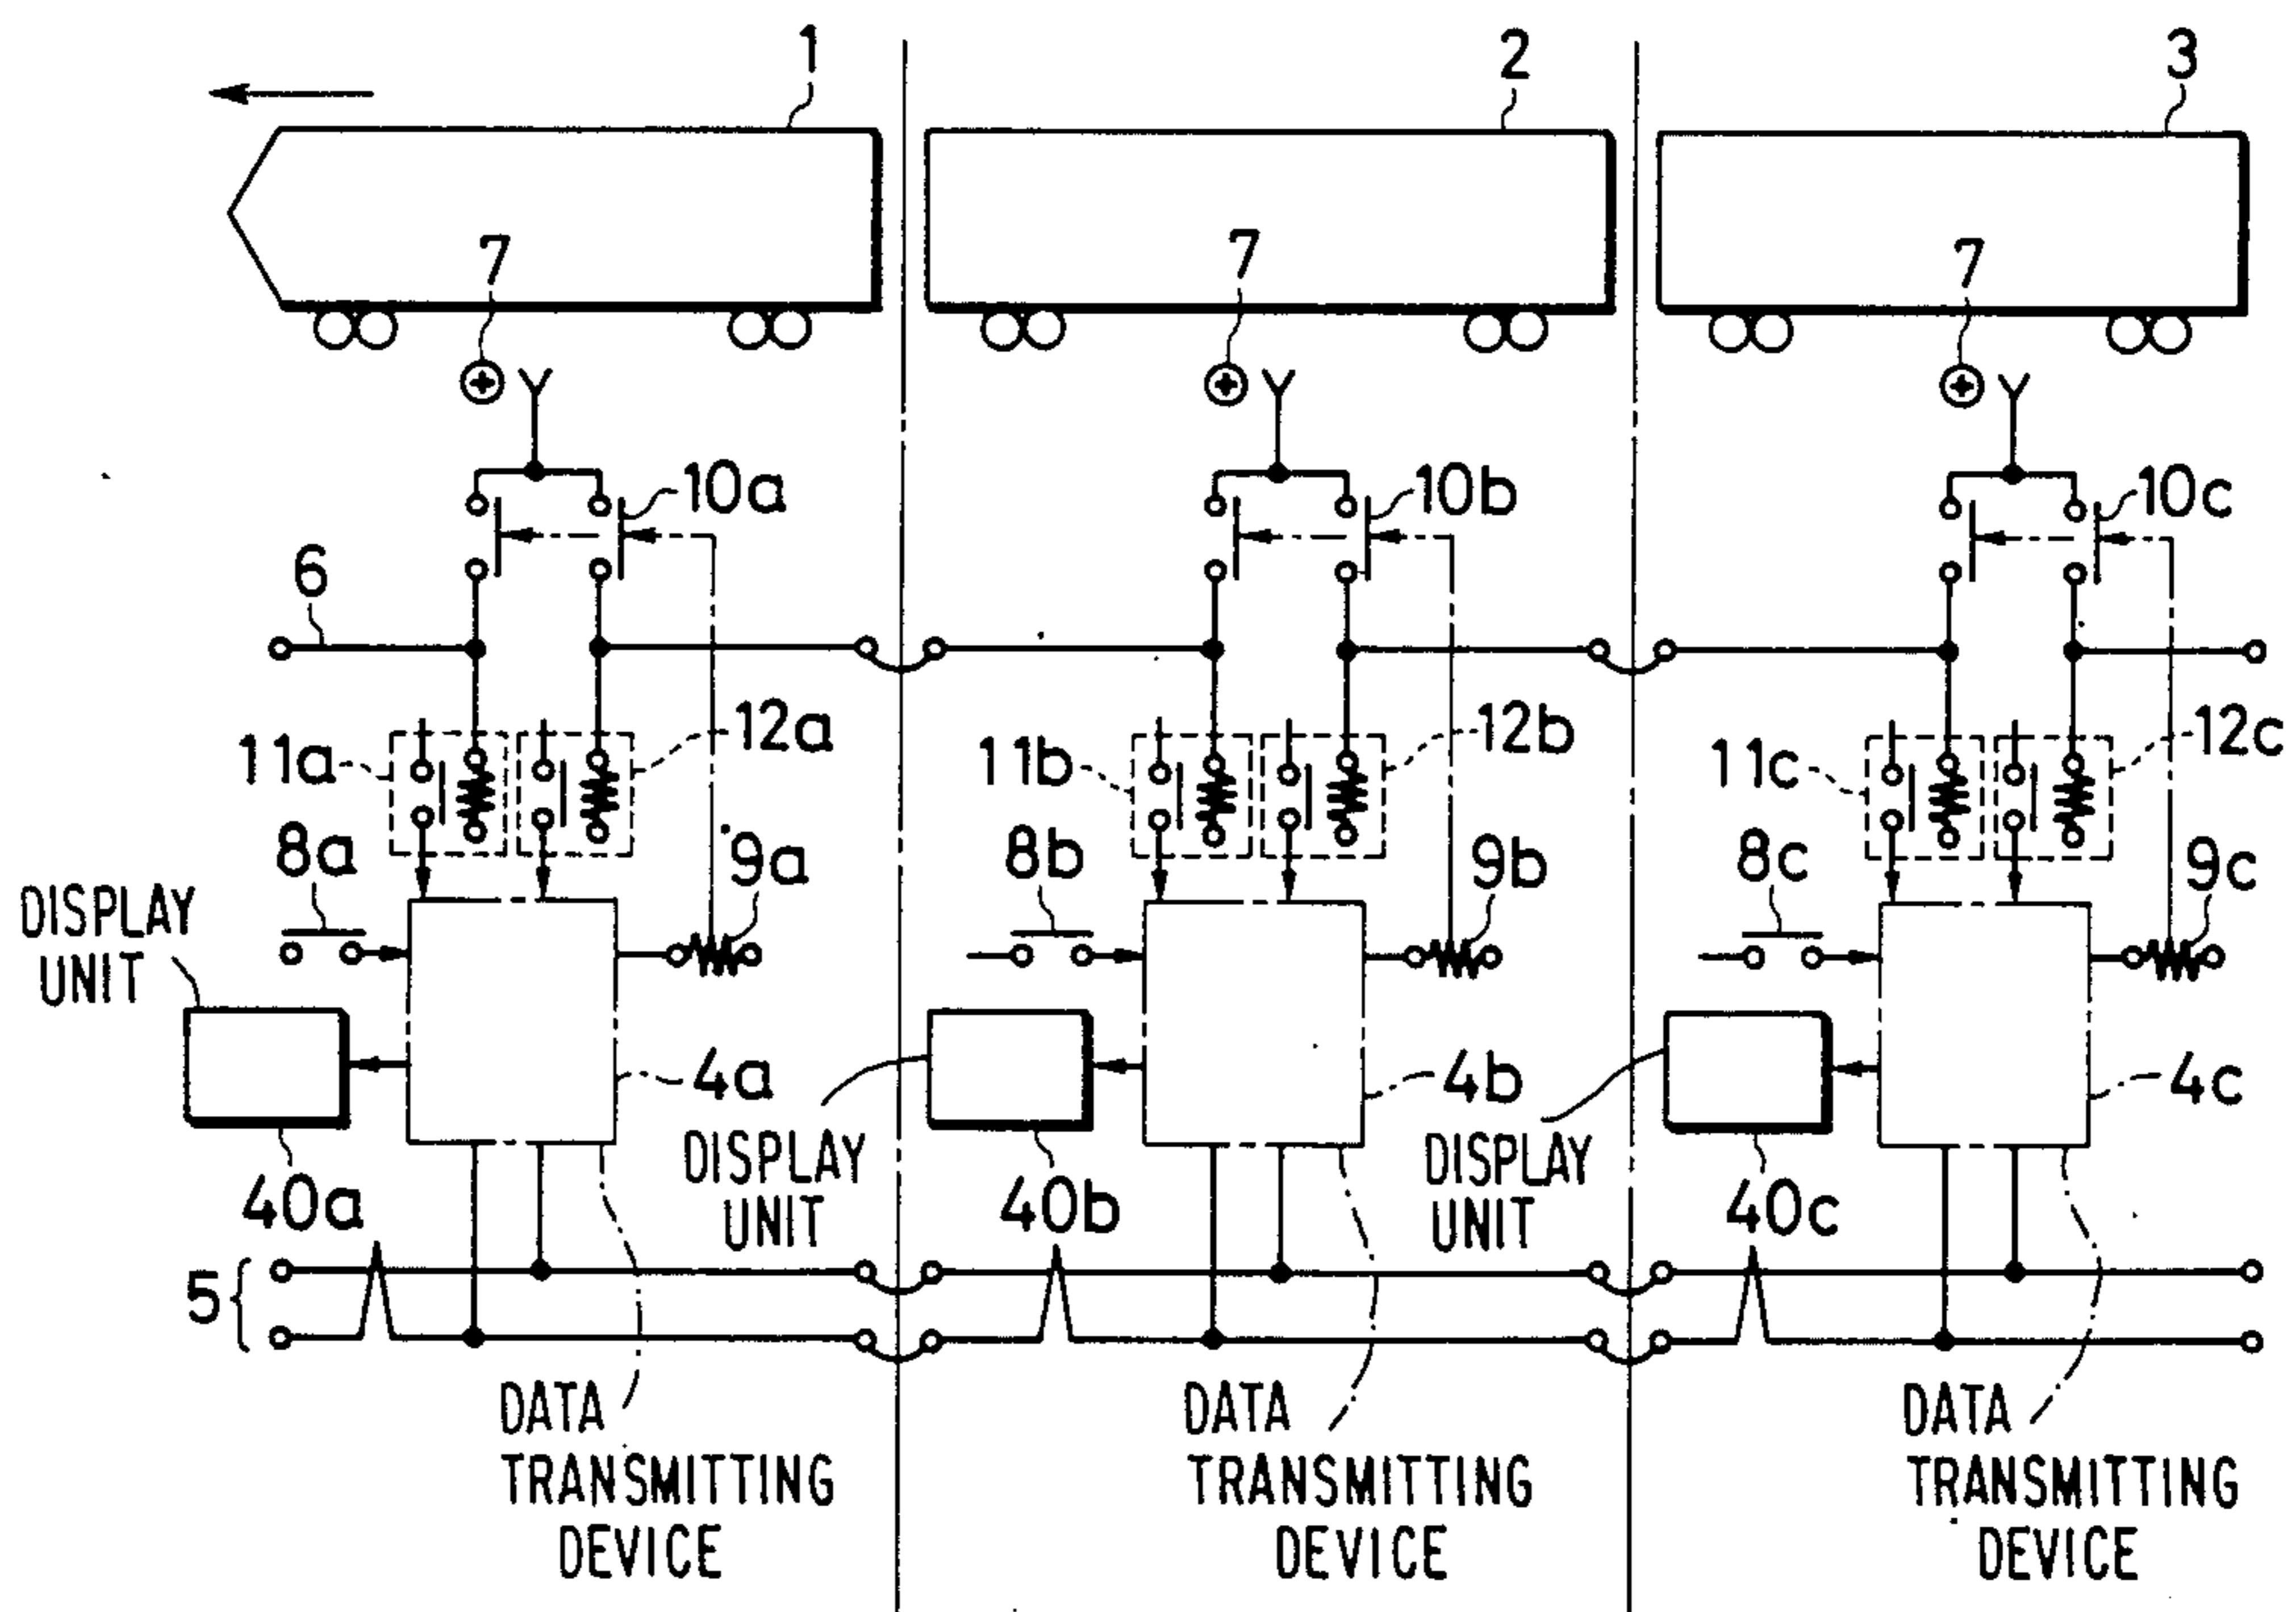 1
2
3
7
7
7
10a
10b
10c
6
11a
12a
11b
12b
11c
12c
8a
9a
8b
9b
8c
9c
DISPLAY
UNIT
4a
4b
4c
DISPLAY
UNIT
DISPLAY
UNIT
40a
40b
40c
5
DATA
TRANSMITTING
DEVICE
DATA
TRANSMITTING
DEVICE
DATA
TRANSMITTING
DEVICE